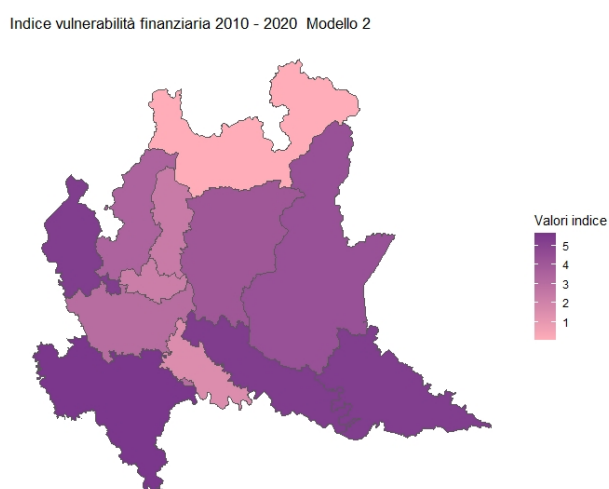 Indice vulnerabilità finanziaria 2010 - 2020  Modello 2
Valori indice
5
4
3
2
1